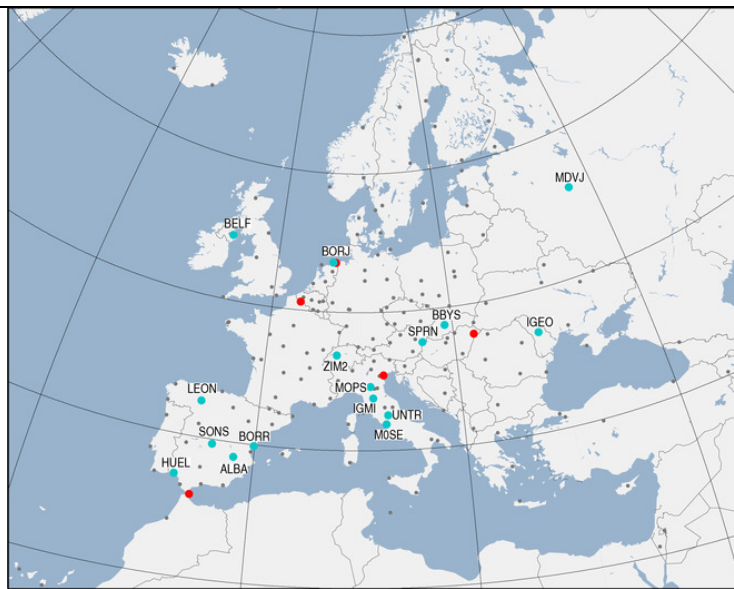 MDVJ
BELF
BORJ
BBYS
IGEO
SPRN
ZIM2
MOPS
LEON
IGMI
UNTR
M0SE
SONS
BORR
HUEL
ALBA